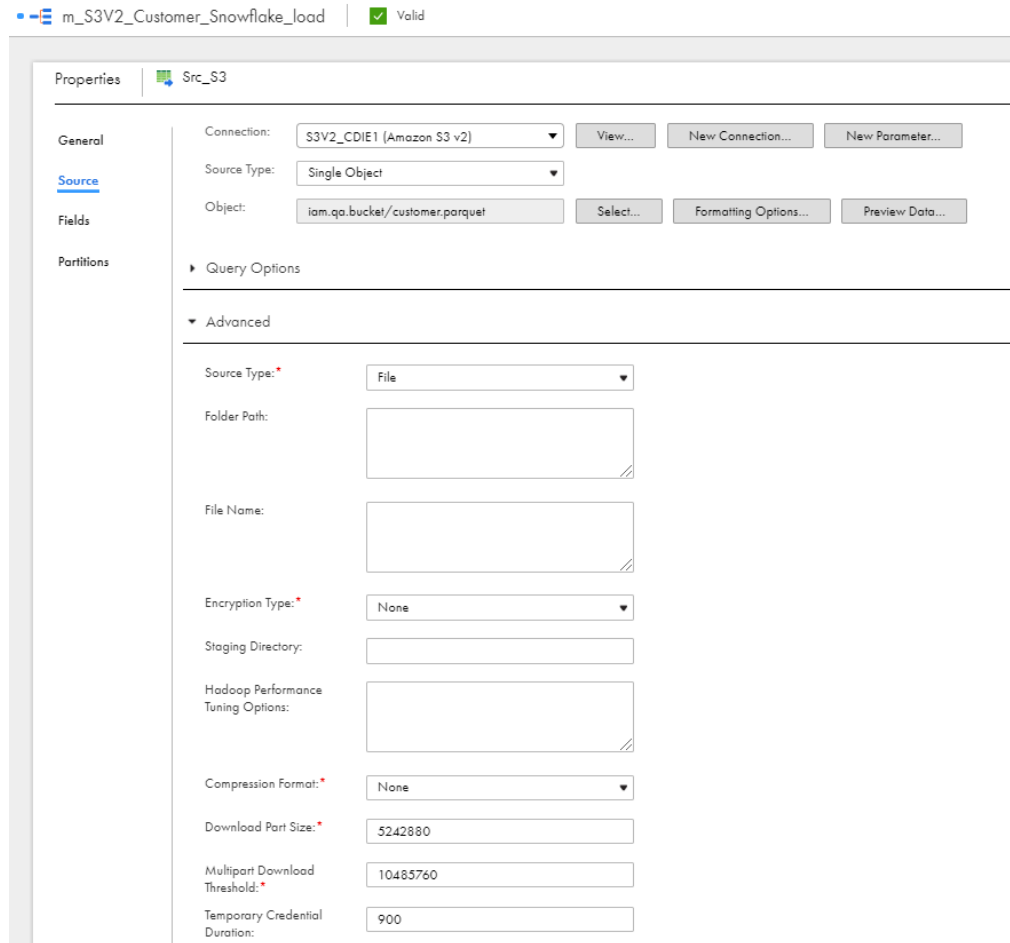 m_S3V2_Customer_Snowflake_load Valid
Properties Src_S3
General
Source
Fields
Partitions
Connection: S3V2_CDIE1 (Amazon S3 v2) View... New Connection... New Parameter...
Source Type: Single Object
Object: iam.qa.bucket/customer.parquet Select... Formatting Options... Preview Data...
Query Options
Advanced
Source Type:* File
Folder Path:
File Name:
Encryption Type:* None
Staging Directory:
Hadoop Performance
Tuning Options:
Compression Format:* None
Download Part Size:* 5242880
Multipart Download
Threshold:* 10485760
Temporary Credential
Duration: 900